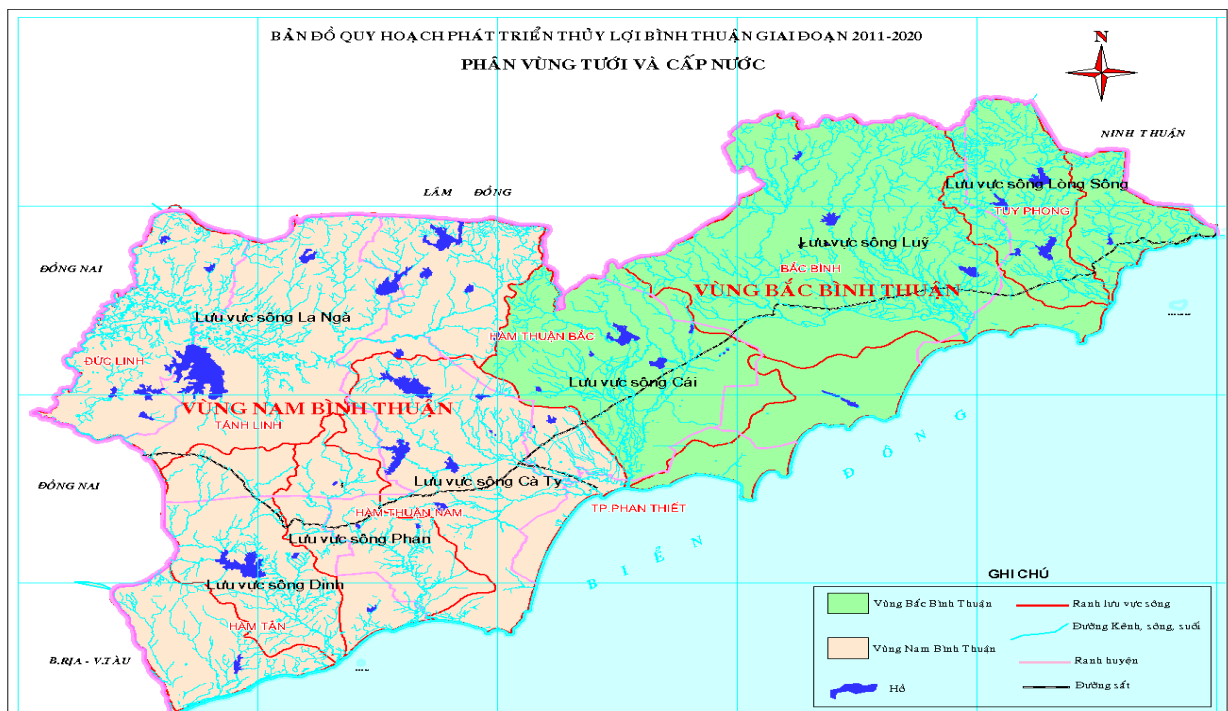 BẢN ĐỒ QUY HOẠCH PHÁT TRIỂN THỦY LỢI BÌNH THUẬN GIAI ĐOẠN 2011-2020
PHÂN VÙNG TƯỚI VÀ CẤP NƯỚC
N
NINH THUẬN
LÂM ĐỒNG
Lưu vực sông Lòng Sông
TUY PHONG
Lưu vực sông Luỹ
BẮC BÌNH
VÙNG BẮC BÌNH THUẬN
ĐỒNG NAI
Lưu vực sông La Ngà
HÀM THUẬN BẮC
ĐỨC LINH
Lưu vực sông Cái
VÙNG NAM BÌNH THUẬN
TÁNH LINH
ĐỒNG NAI
Lưu vực sông Cà Ty
TP.PHAN THIẾT
HÀM THUẬN NAM
Lưu vực sông Phan
Lưu vực sông Dinh
HÀM TÂN
B.RỊA - V.TÀU
BIỂN ĐÔNG
GHI CHÚ
Vùng Bắc Bình Thuận
Ranh lưu vực sông
Đường Kênh, sông, suối
Vùng Nam Bình Thuận
Ranh huyện
Hồ
Đường sắt